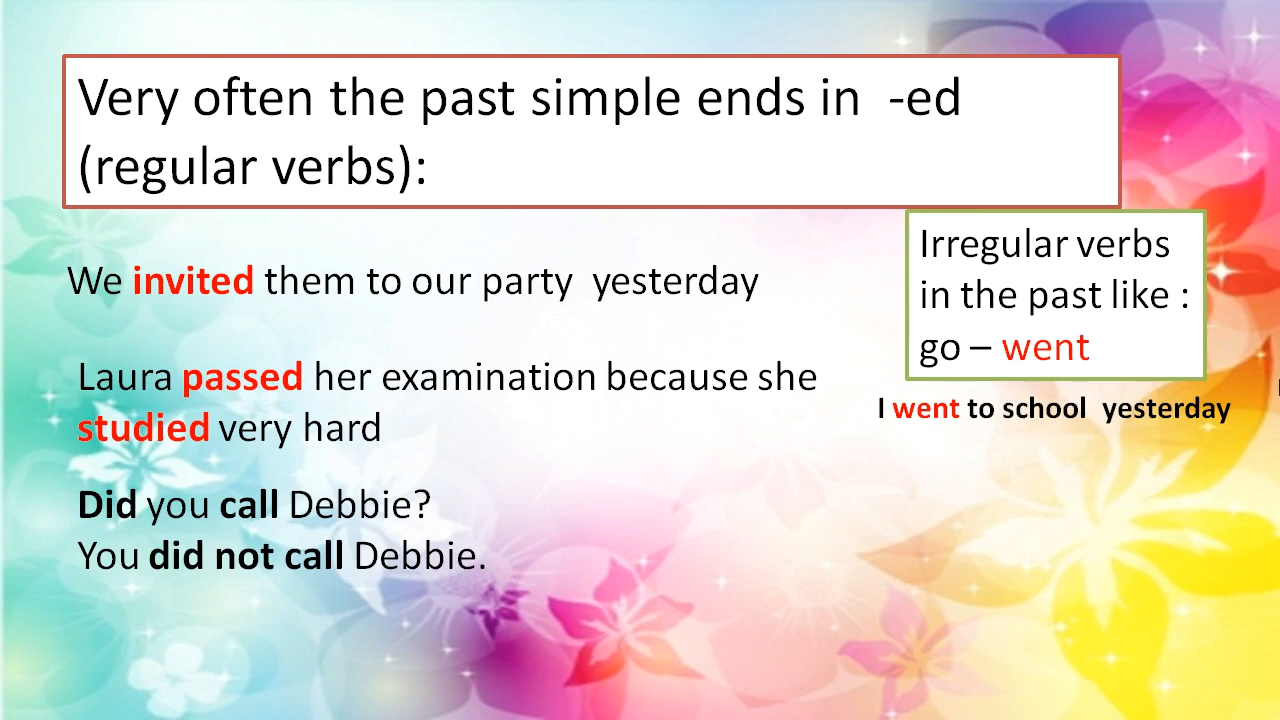 Very often the past simple ends in  -ed
(regular verbs):
We invited them to our party  yesterday
Laura passed her examination because she
studied very hard
Did you call Debbie?
You did not call Debbie.
Irregular verbs
in the past like :
go – went
I went to school  yesterday